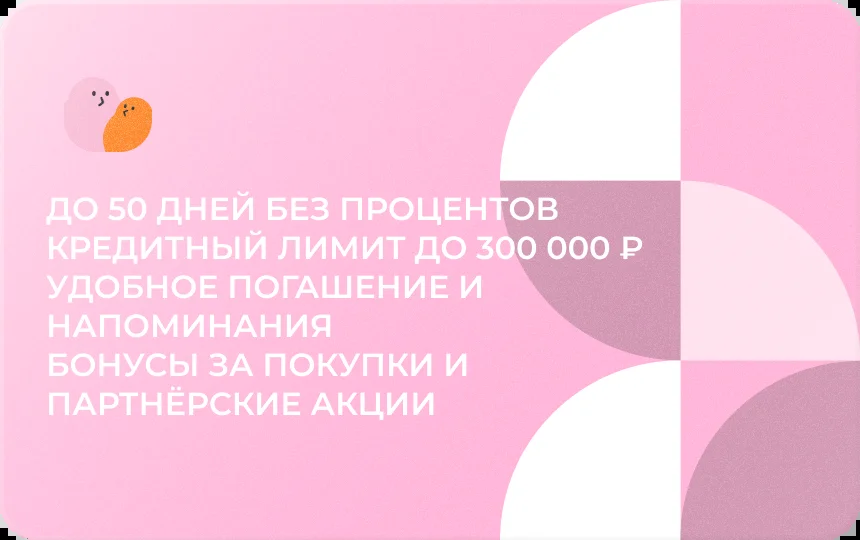 ДО 50 ДНЕЙ БЕЗ ПРОЦЕНТОВ
КРЕДИТНЫЙ ЛИМИТ ДО 300 000 ₽
УДОБНОЕ ПОГАШЕНИЕ И
НАПОМИНАНИЯ
БОНУСЫ ЗА ПОКУПКИ И
ПАРТНЁРСКИЕ АКЦИИ